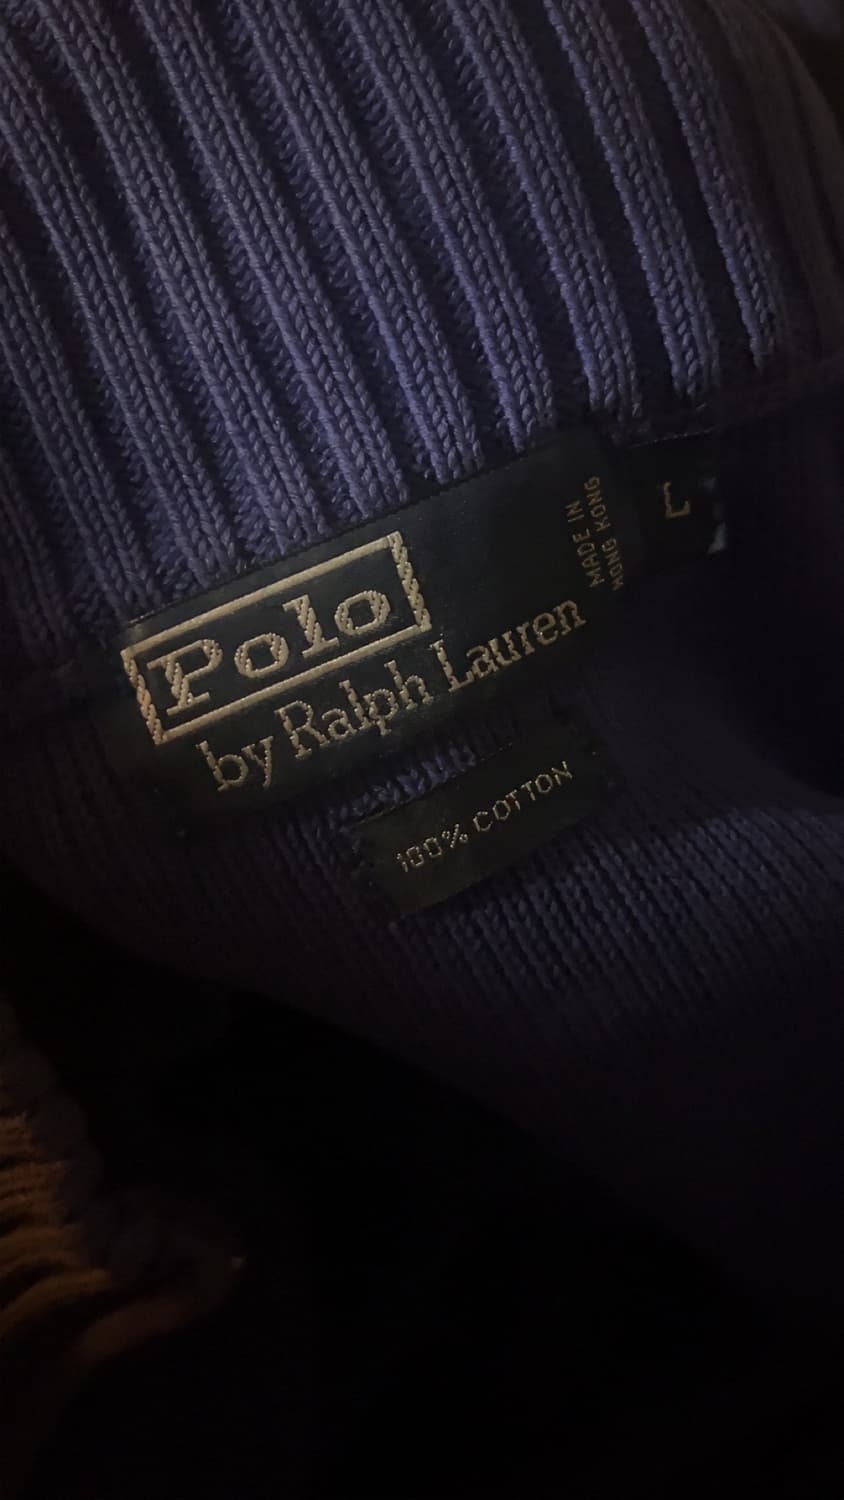 Polo
by Ralph Lauren
MADE IN
HONG KONG
L
100% COTTON